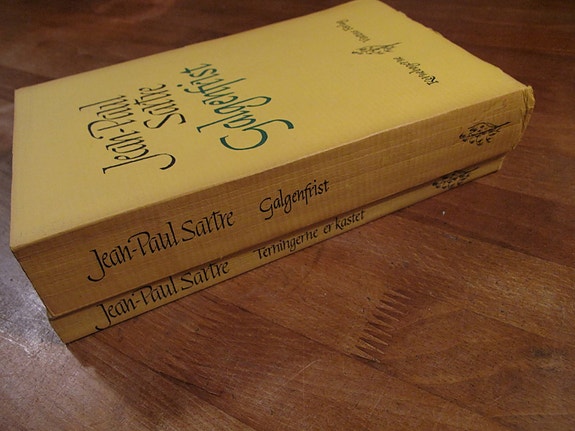 Jean-Paul
Sartre
Galgenfrist
Jean-Paul Sartre Galgenfrist
Jean-Paul Sartre Terningerne er kastet